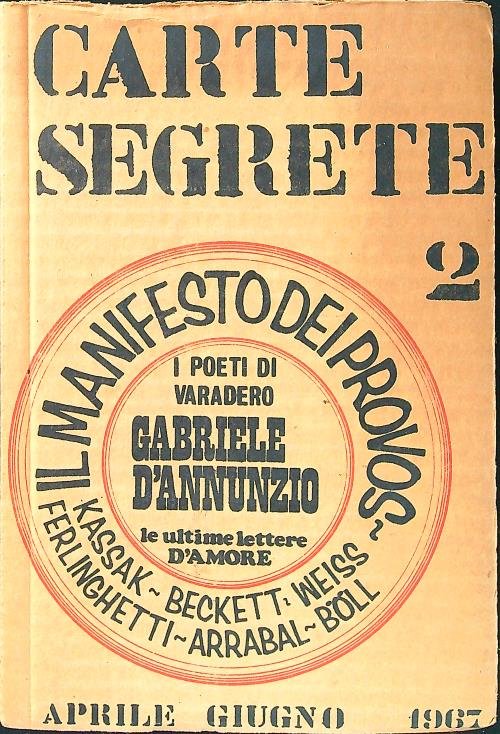 CARTE
SEGRETE
2
IL MANIFESTO DEI PROVOS~
I POETI DI
VARADERO
GABRIELE
D'ANNUNZIO
le ultime lettere
D'AMORE
KASSAK~BECKETT: WEISS
FERLINGHETTI~ARRABAL~BÖLL
APRILE GIUGNO 1967